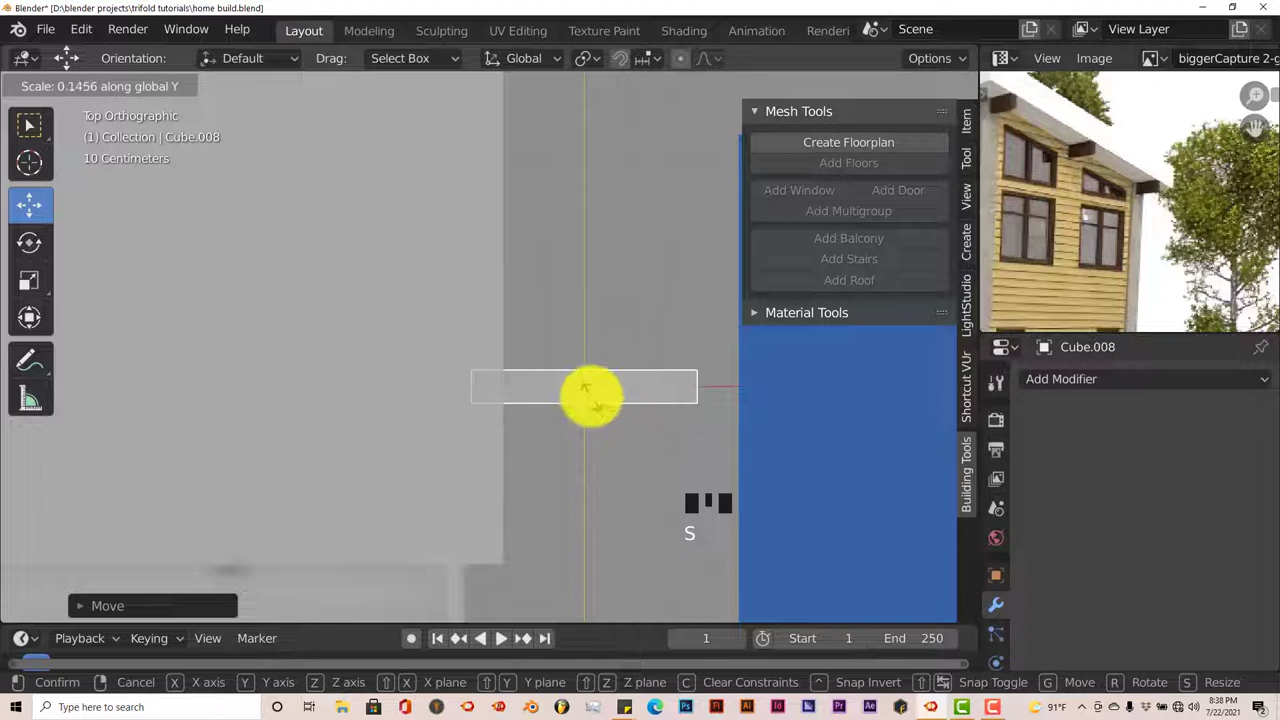 Blender* [D:\blender projects\trifold tutorials\home build.blend]
File Edit Render Window Help Layout Modeling Sculpting UV Editing Texture Paint Shading Animation Renderi Scene View Layer
Orientation: Default Drag: Select Box Global Options View Image biggerCapture 2-g
Scale: 0.1456 along global Y
Top Orthographic
(1) Collection | Cube.008
10 Centimeters
Mesh Tools
Create Floorplan
Add Floors
Add Window Add Door
Add Multigroup
Add Balcony
Add Stairs
Add Roof
Material Tools
Item
Tool
View
Create
LightStudio
Shortcut VUr
Building Tools
Cube.008
Add Modifier
S
Move
Playback Keying View Marker 1 Start 1 End 250
Confirm Cancel X X axis Y Y axis Z Z axis X X plane Y Y plane Z Z plane C Clear Constraints ^ Snap Invert Snap Toggle G Move R Rotate S Resize
Type here to search 91°F 8:38 PM
7/22/2021